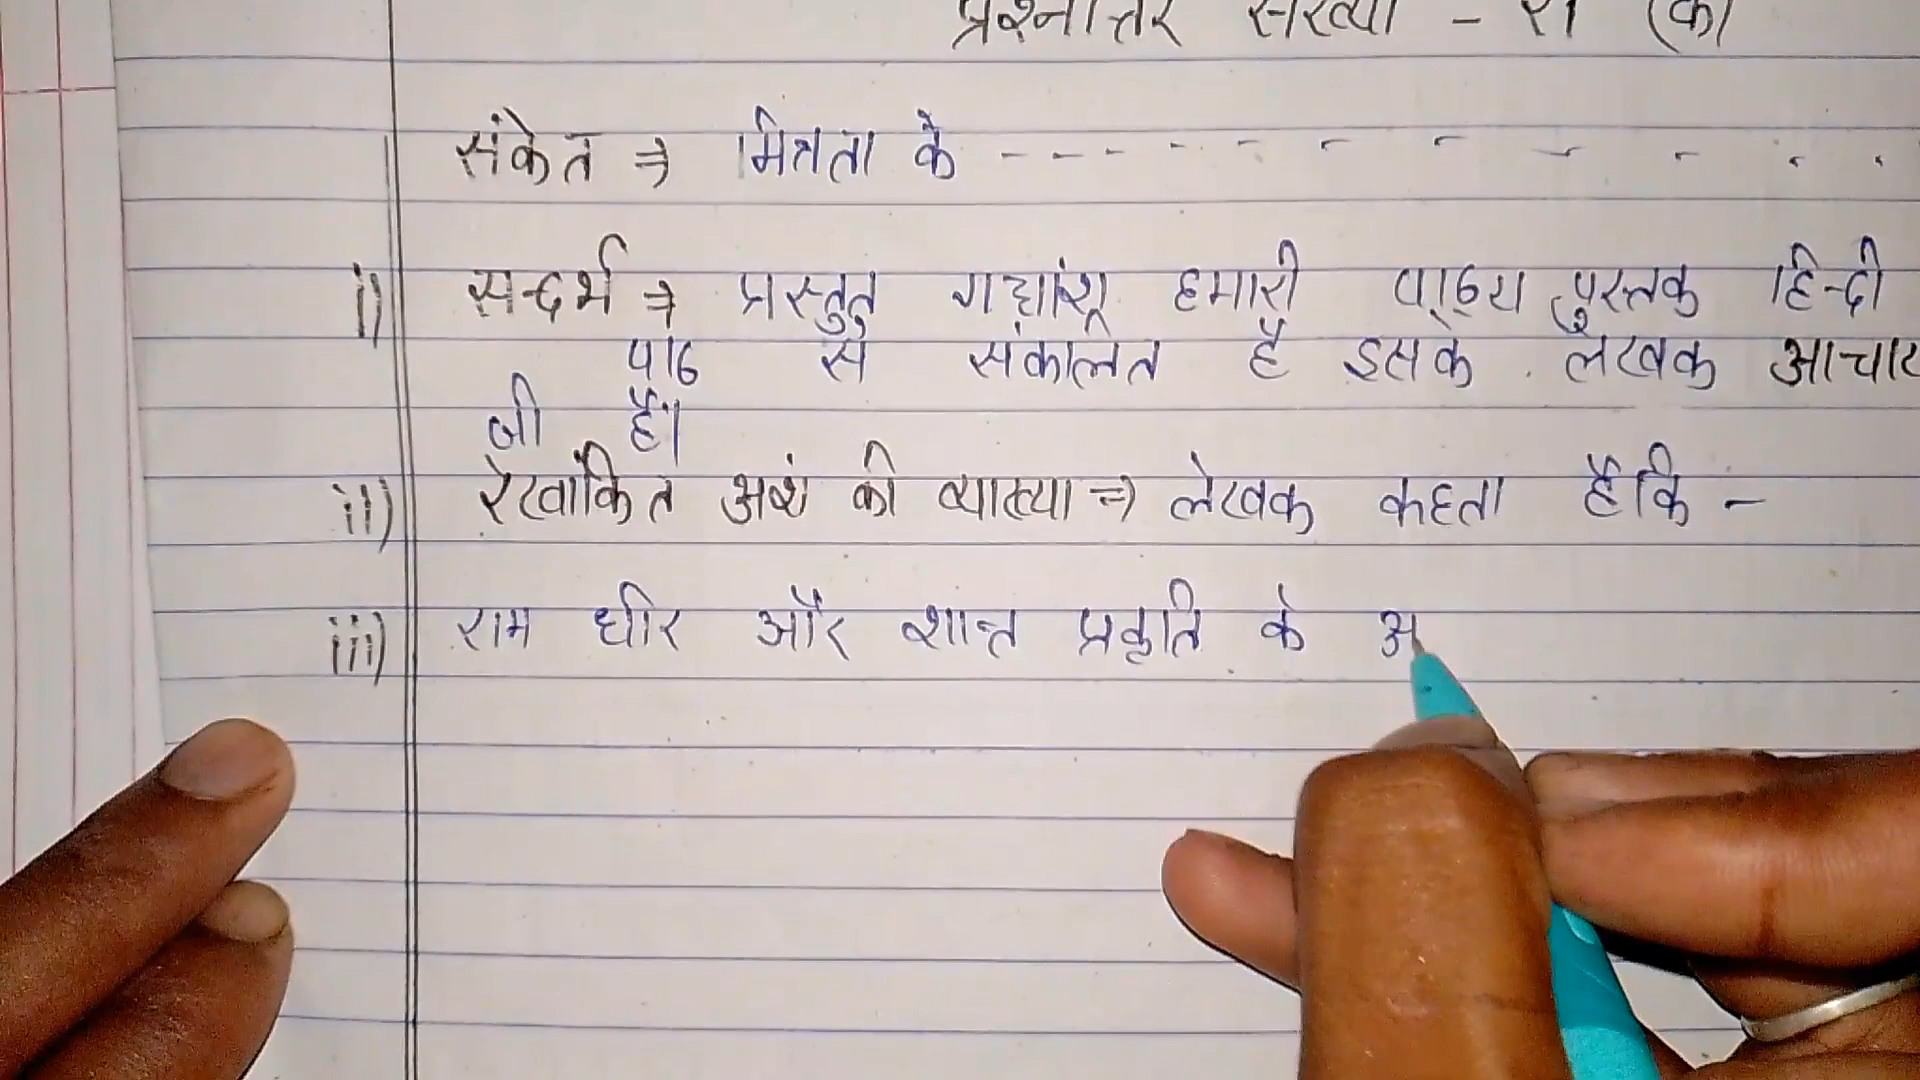 प्रश्नोत्तर संख्या - २१ (क)
संकेत ⇒ मित्रता के - - - - - - - - - - -
i) सन्दर्भ ⇒ प्रस्तुत गद्यांश हमारी पाठ्य पुस्तक हिन्दी
पाठ से संकलित है इसके लेखक
जी हैं।
ii) रेखांकित अशं की व्याख्या ⇒ लेखक कहता है कि -
iii) राम धीर और शान्त प्रकृति के